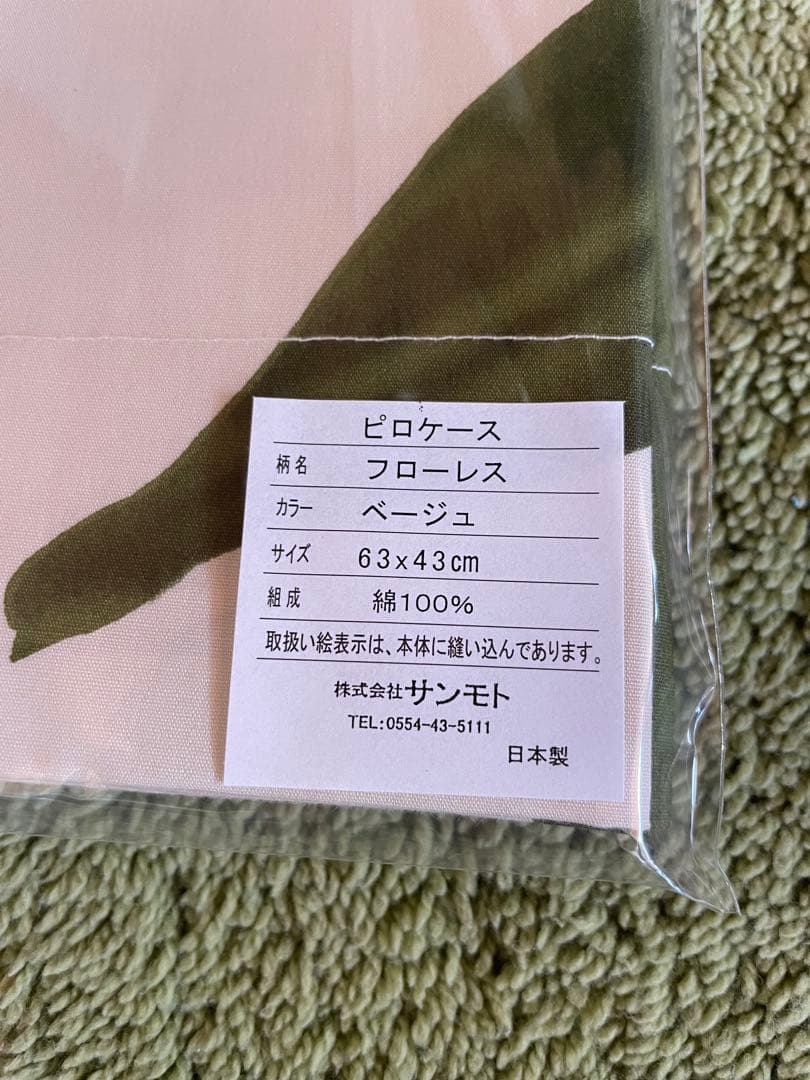 ピロケース
柄名 フローレス
カラー ベージュ
サイズ 63x43cm
組成 綿100%
取扱い絵表示は、本体に縫い込んであります。
株式会社サンモト
TEL:0554-43-5111
日本製